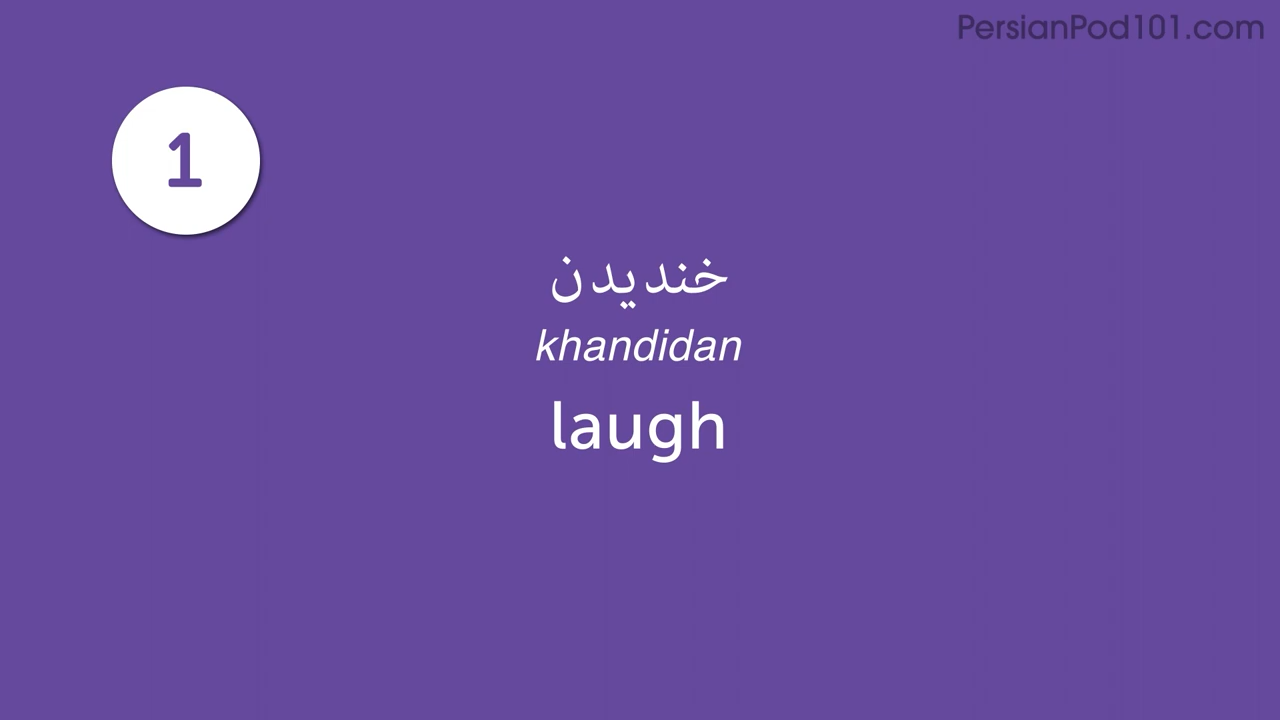 PersianPod101.com
1
خندیدن
khandidan
laugh